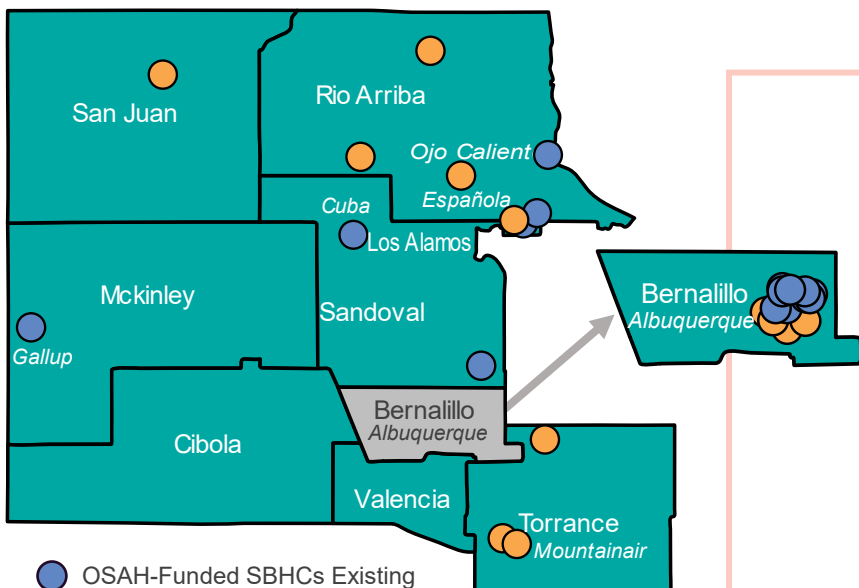 San Juan
Rio Arriba
Ojo Calient
Española
Cuba
Los Alamos
Mckinley
Sandoval
Gallup
Bernalillo
Albuquerque
Bernalillo
Albuquerque
Cibola
Valencia
Torrance
Mountainair
OSAH-Funded SBHCs Existing